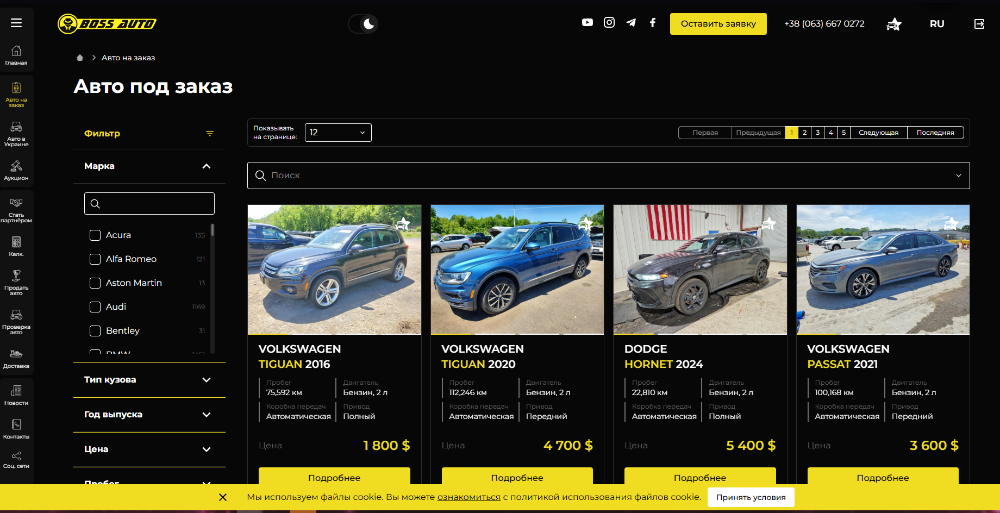 BOSS AUTO
Оставить заявку
+38 (063) 667 0272
RU
Главная
Авто на
заказ
Авто в
Украине
Аукцион
Стать
партнёром
Калк.
Продать
авто
Проверка
авто
Доставка
Новости
Контакты
Соц. сети
Авто на заказ
Авто под заказ
Фильтр
Марка
Acura 135
Alfa Romeo 121
Aston Martin 13
Audi 1169
Bentley 31
BMW 1451
Тип кузова
Год выпуска
Цена
Пробег
Показывать
на странице:
12
Первая Предыдущая 1 2 3 4 5 Следующая Последняя
Поиск
VOLKSWAGEN
TIGUAN 2016
Пробег Двигатель
75,592 км Бензин, 2 л
Коробка передач Привод
Автоматическая Полный
Цена 1 800 $
Подробнее
VOLKSWAGEN
TIGUAN 2020
Пробег Двигатель
112,246 км Бензин, 2 л
Коробка передач Привод
Автоматическая Передний
Цена 4 700 $
Подробнее
DODGE
HORNET 2024
Пробег Двигатель
22,810 км Бензин, 2 л
Коробка передач Привод
Автоматическая Полный
Цена 5 400 $
Подробнее
VOLKSWAGEN
PASSAT 2021
Пробег Двигатель
100,168 км Бензин, 2 л
Коробка передач Привод
Автоматическая Передний
Цена 3 600 $
Подробнее
Мы используем файлы cookie. Вы можете ознакомиться с политикой использования файлов cookie.
Принять условия